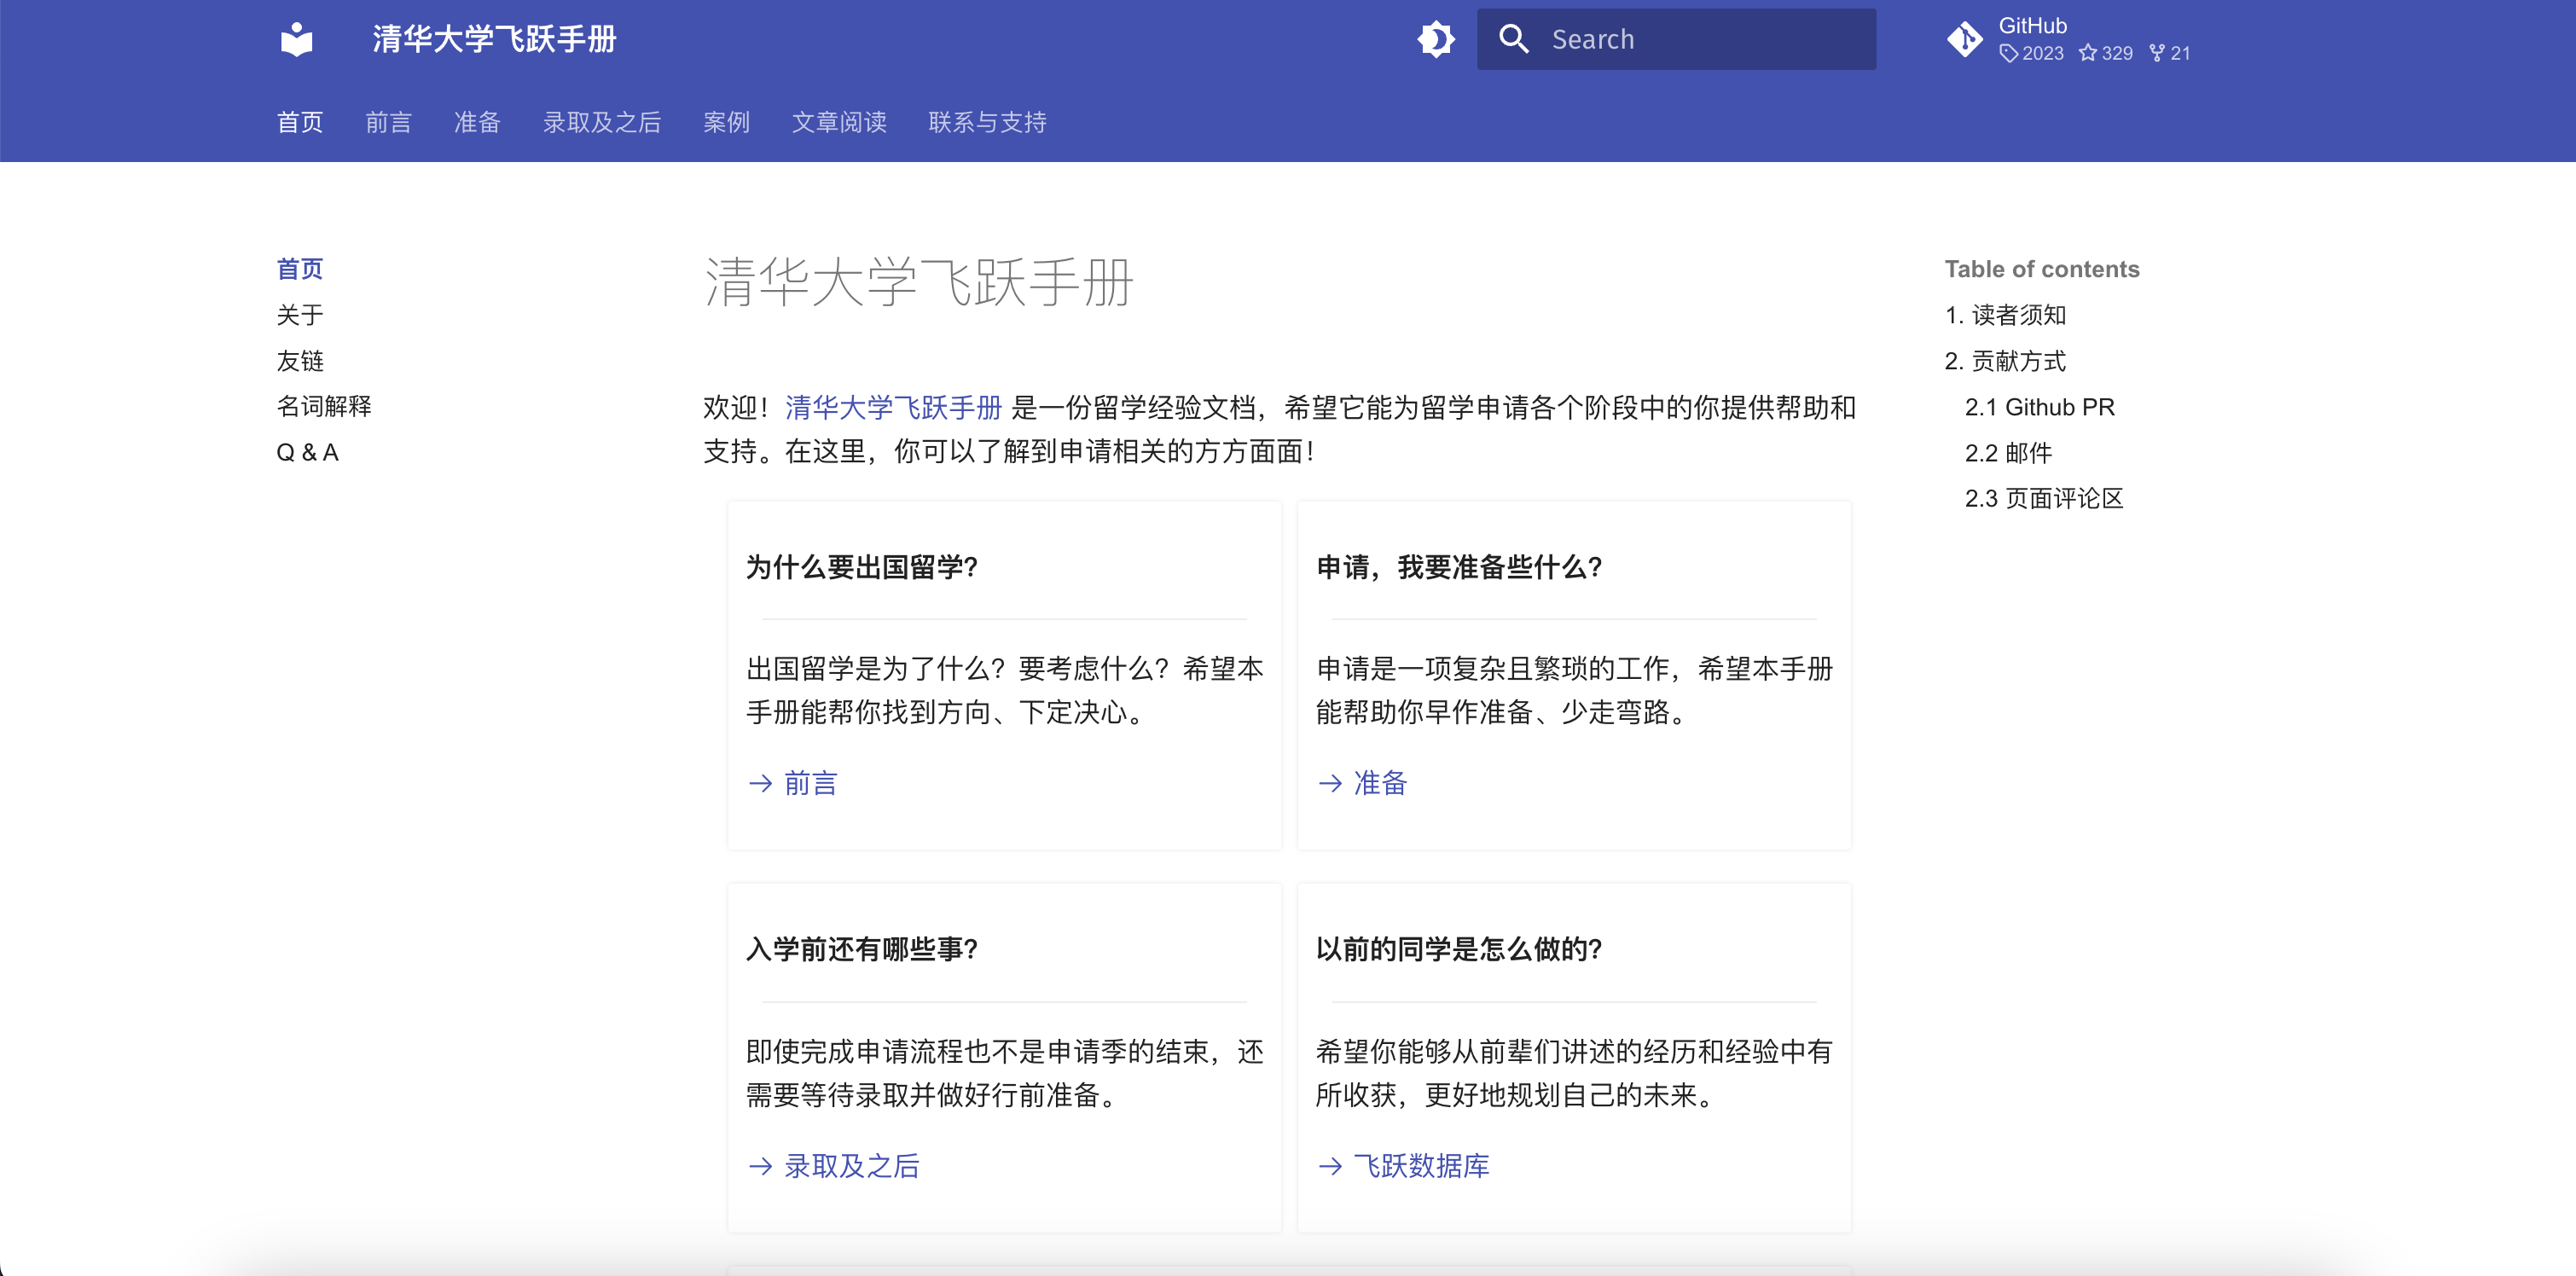 清华大学飞跃手册
Search
GitHub
2023 329 21
首页 前言 准备 录取及之后 案例 文章阅读 联系与支持
首页
关于
友链
名词解释
Q & A
清华大学飞跃手册
欢迎！清华大学飞跃手册 是一份留学经验文档，希望它能为留学申请各个阶段中的你提供帮助和
支持。在这里，你可以了解到申请相关的方方面面！
为什么要出国留学?
出国留学是为了什么？要考虑什么？希望本
手册能帮你找到方向、下定决心。
→ 前言
申请，我要准备些什么?
申请是一项复杂且繁琐的工作，希望本手册
能帮助你早作准备、少走弯路。
→ 准备
入学前还有哪些事?
即使完成申请流程也不是申请季的结束，还
需要等待录取并做好行前准备。
→ 录取及之后
以前的同学是怎么做的?
希望你能够从前辈们讲述的经历和经验中有
所收获，更好地规划自己的未来。
→ 飞跃数据库
Table of contents
1. 读者须知
2. 贡献方式
2.1 Github PR
2.2 邮件
2.3 页面评论区